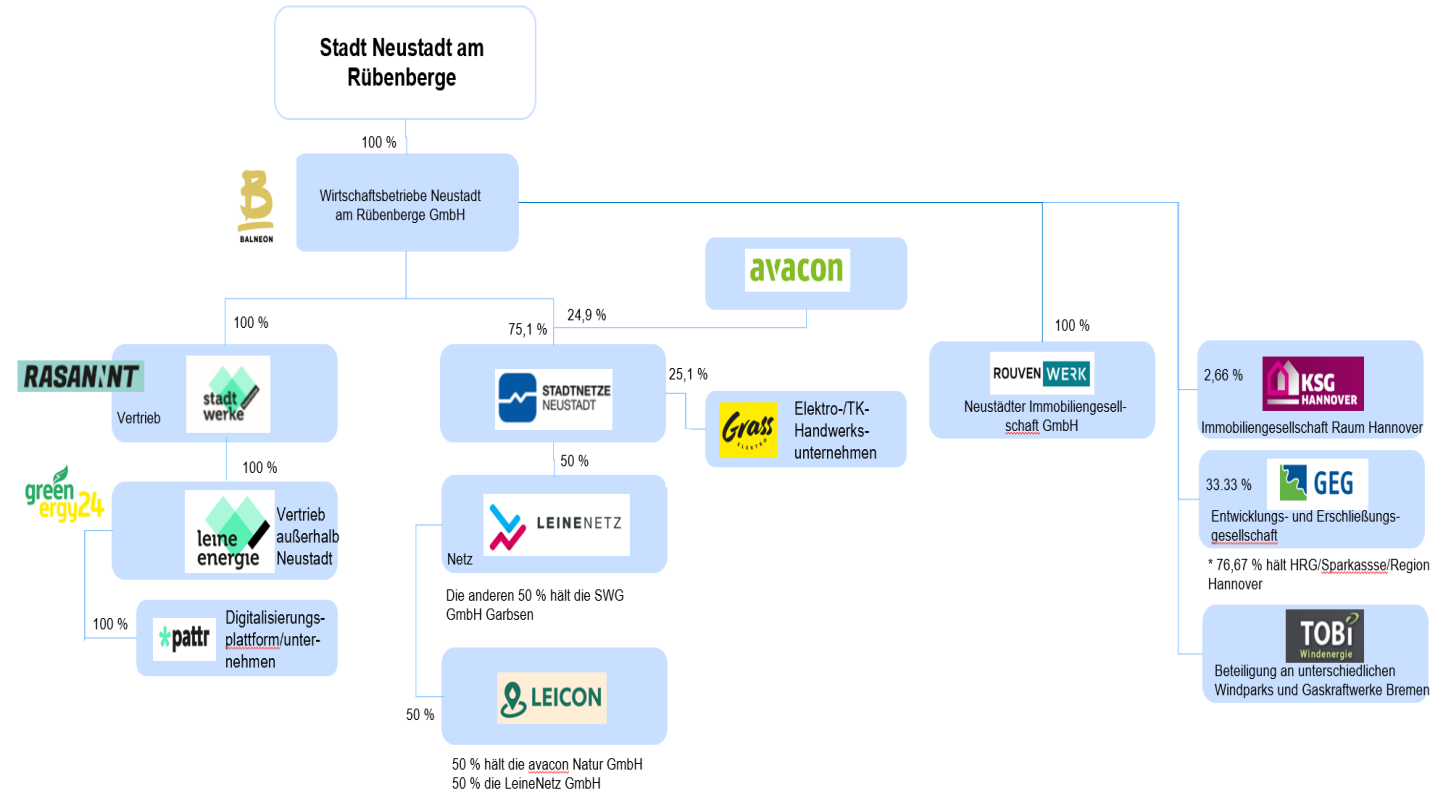 Stadt Neustadt am
Rübenberge
100 %
B
BALNEON
Wirtschaftsbetriebe Neustadt
am Rübenberge GmbH
avacon
100 %
75,1 %
24,9 %
100 %
RASANNNT
Vertrieb
stadt
werke
STADTNETZE
NEUSTADT
25,1 %
Grass
ELEKTRO
Elektro-/TK-
Handwerks-
unternehmen
ROUVEN WERK
Neustädter Immobiliengesell-
schaft GmbH
2,66 %
KSG
HANNOVER
Immobiliengesellschaft Raum Hannover
100 %
50 %
green
ergy24
leine
energie
Vertrieb
außerhalb
Neustadt
LEINENETZ
Netz
33.33 %
GEG
Entwicklungs- und Erschließungs-
gesellschaft
* 76,67 % hält HRG/Sparkassse/Region
Hannover
Die anderen 50 % hält die SWG
GmbH Garbsen
100 %
*pattr
Digitalisierungs-
plattform/unter-
nehmen
TOBi
Windenergie
Beteiligung an unterschiedlichen
Windparks und Gaskraftwerke Bremen
50 %
LEICON
50 % hält die avacon Natur GmbH
50 % die LeineNetz GmbH